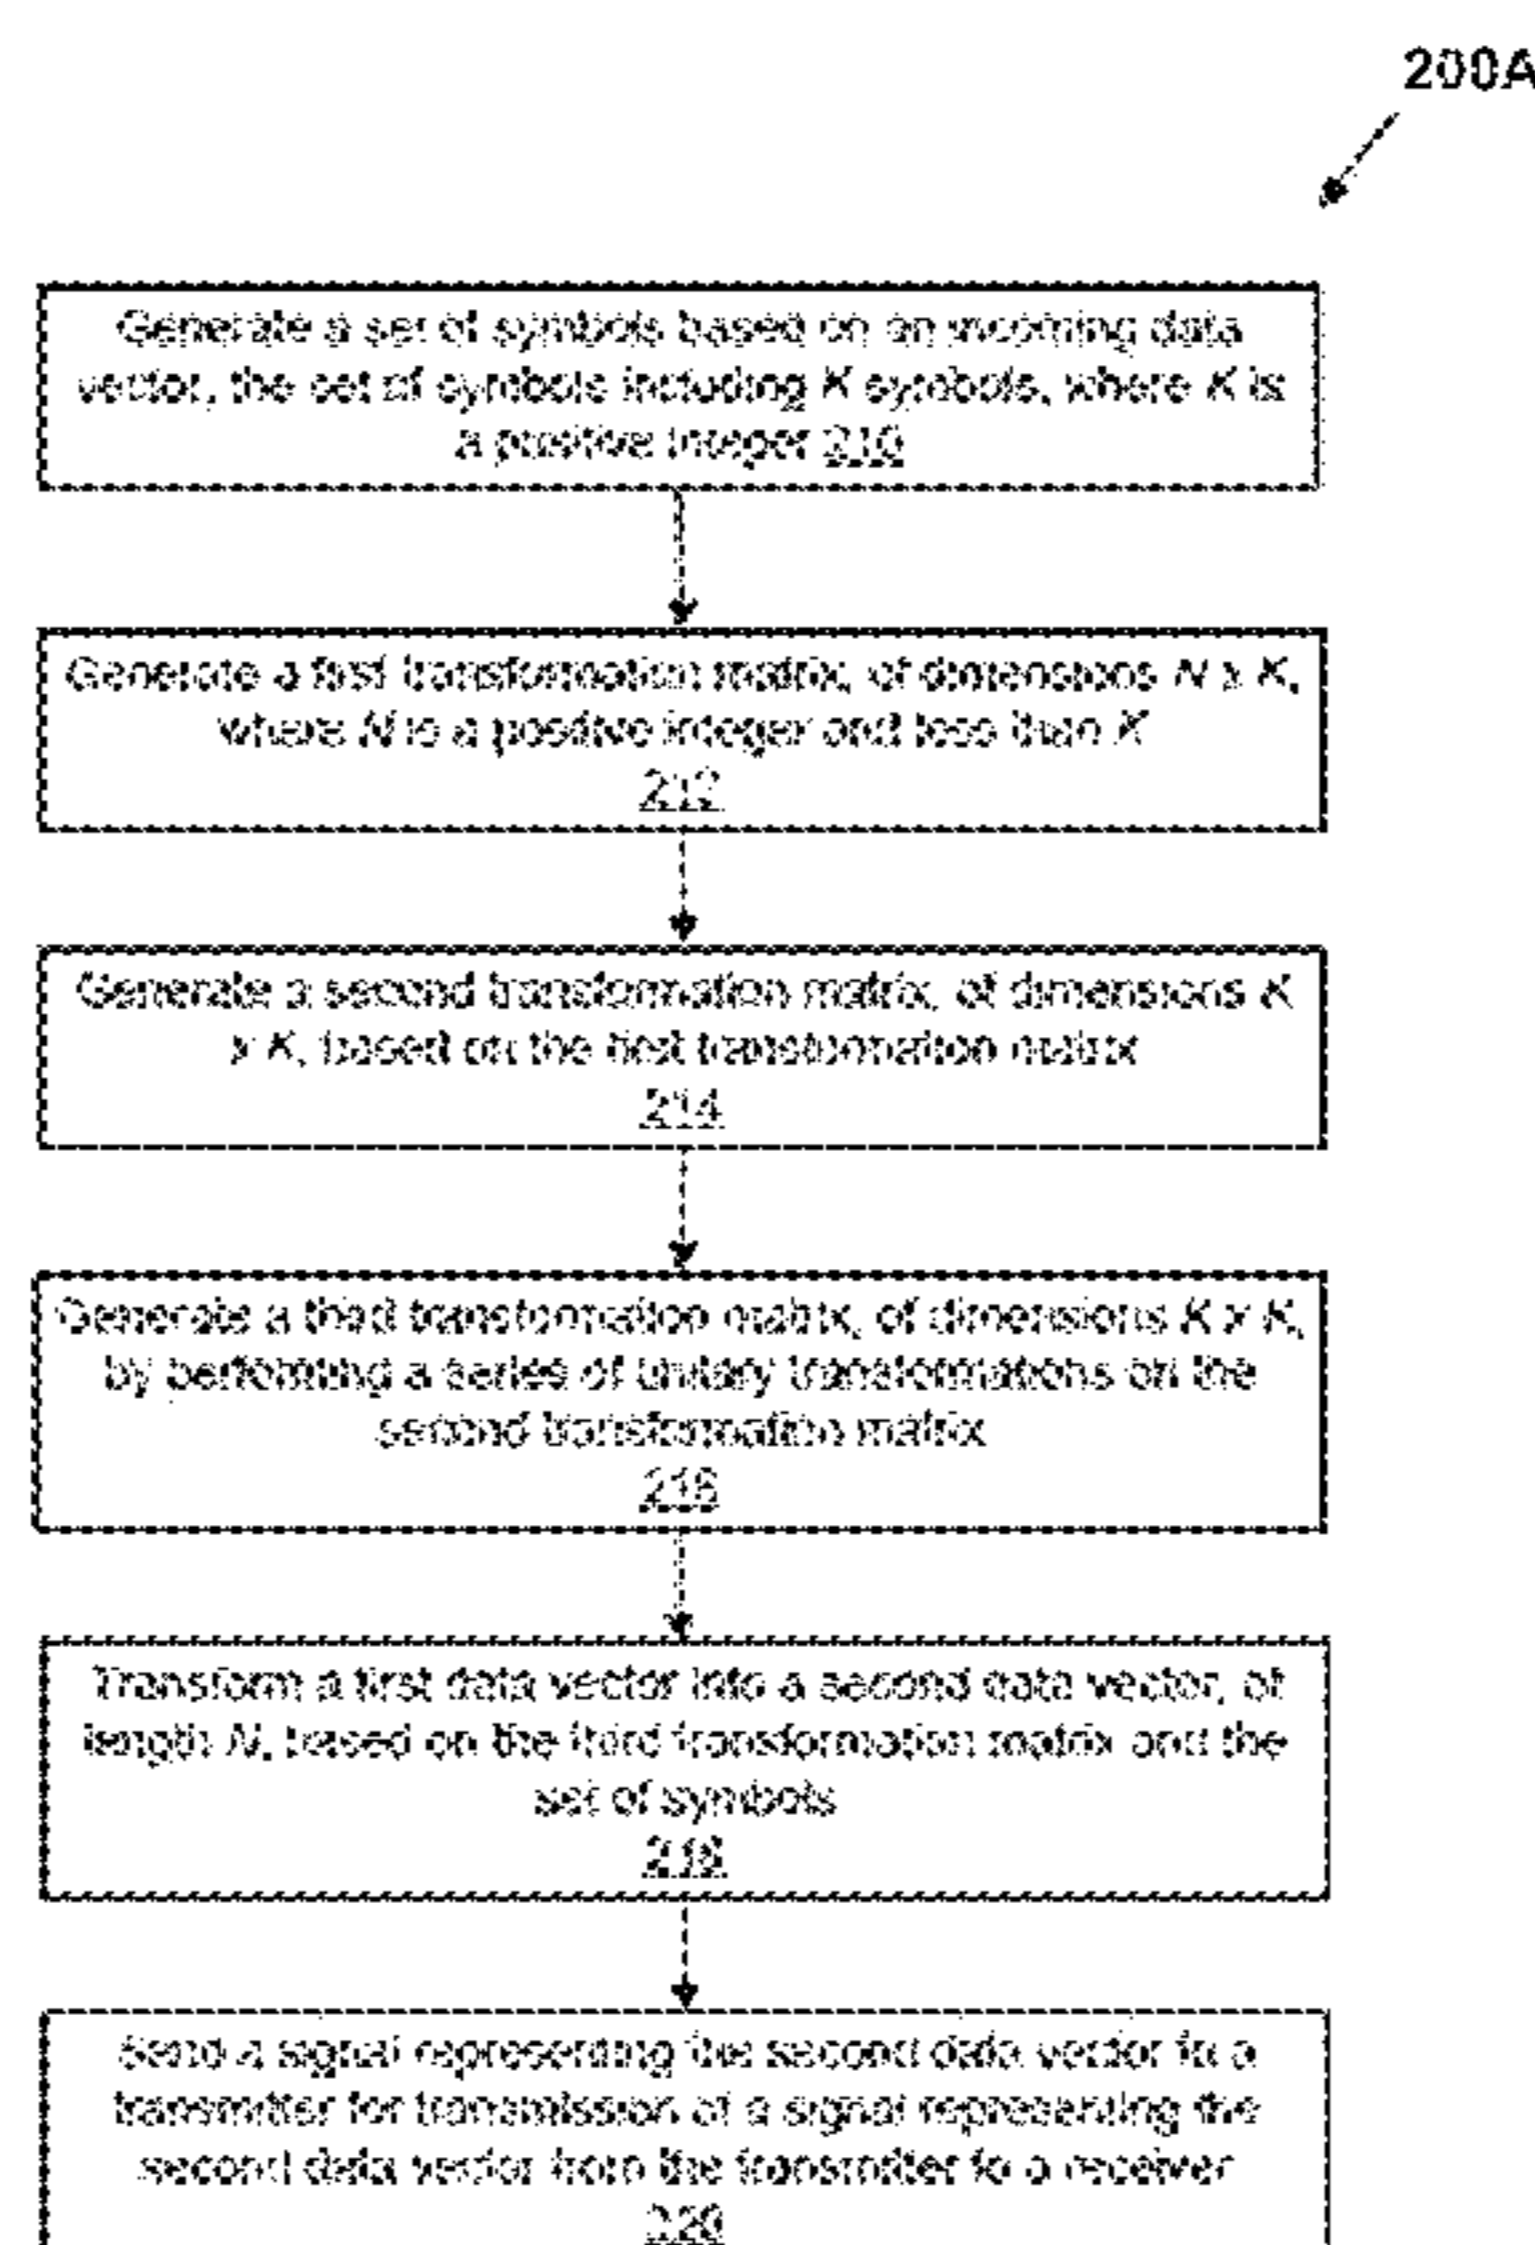 200A
Generate a set of symbols based on an incoming data
vector, the set of symbols including K symbols, where K is
a positive integer 210
Generate a first transformation matrix, of dimensions N x K,
where N is a positive integer and less than K
212
Generate a second transformation matrix, of dimensions K
x K, based on the first transformation matrix
214
Generate a third transformation matrix, of dimensions K x K,
by performing a series of unitary transformations on the
second transformation matrix
216
Transform a first data vector into a second data vector, of
length N, based on the third transformation matrix and the
set of symbols
218
Send a signal representing the second data vector to a
transmitter for transmission of a signal representing the
second data vector from the transmitter to a receiver
220